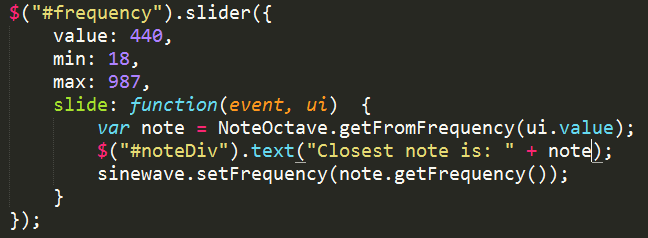 $("#frequency").slider({
    value: 440,
    min: 18,
    max: 987,
    slide: function(event, ui)  {
        var note = NoteOctave.getFromFrequency(ui.value);
        $("#noteDiv").text("Closest note is: " + note);
        sinewave.setFrequency(note.getFrequency());
    }
});